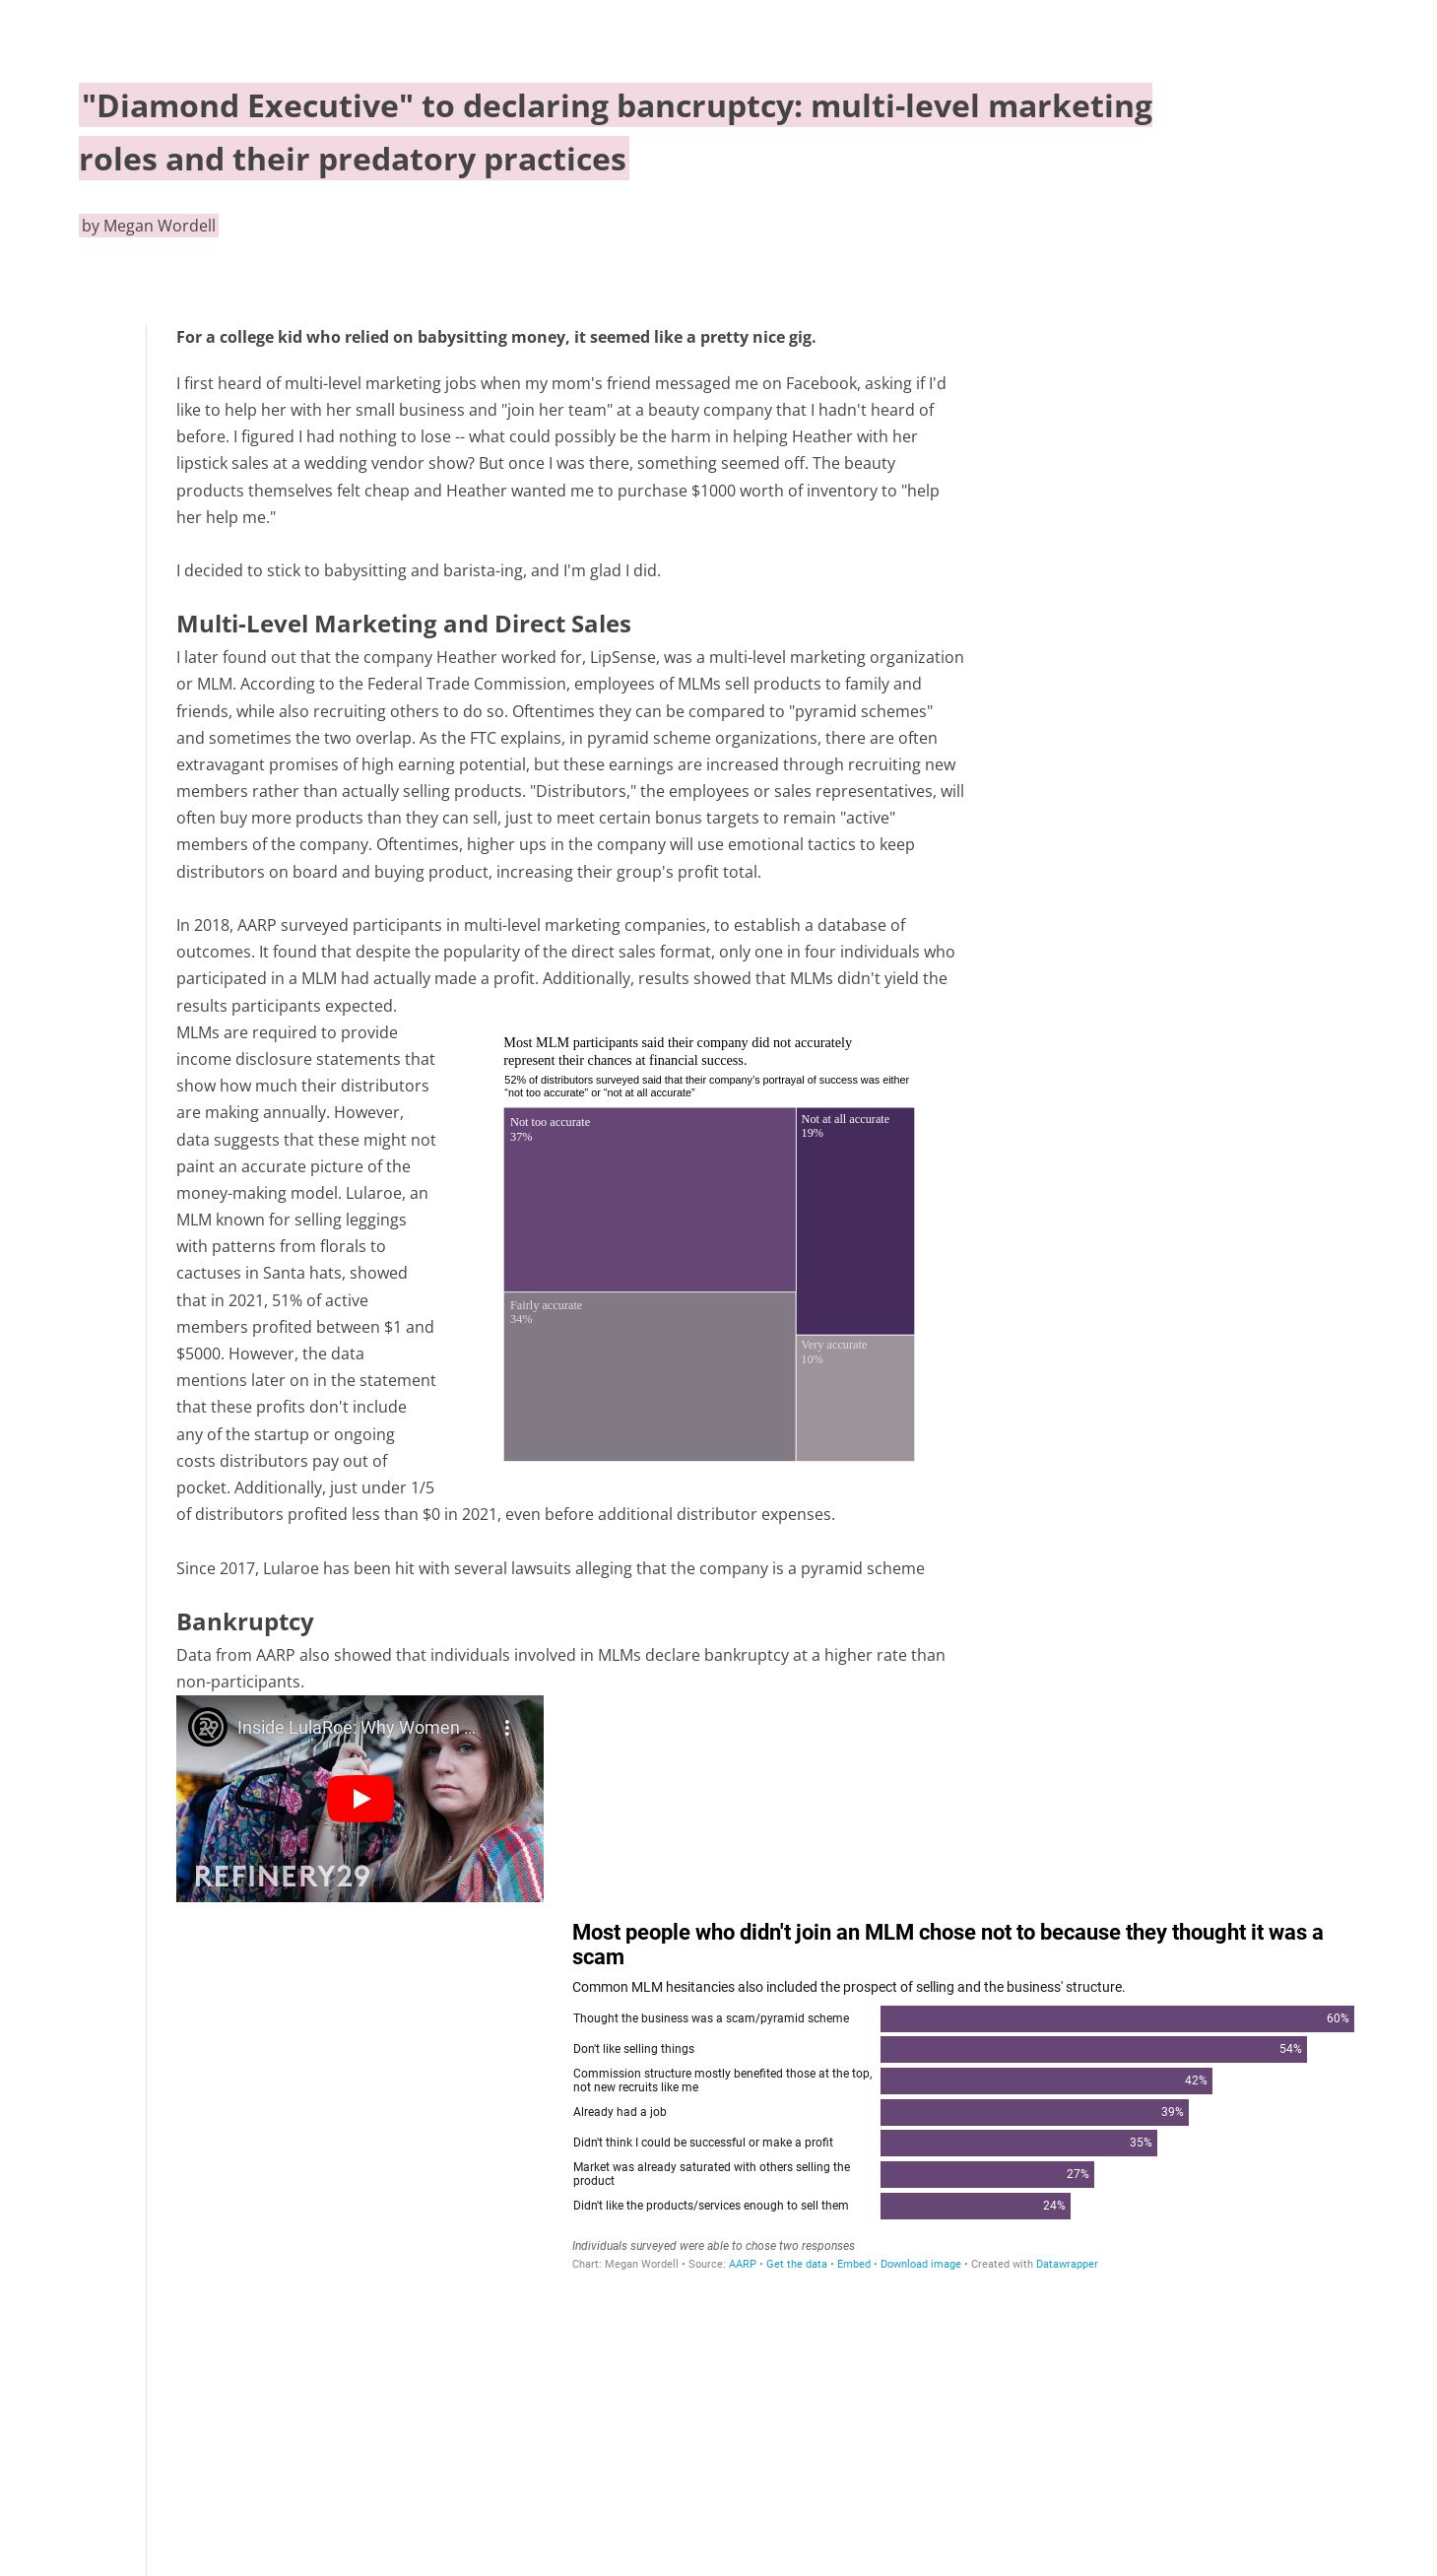 "Diamond Executive" to declaring bancruptcy: multi-level marketing
roles and their predatory practices
by Megan Wordell
For a college kid who relied on babysitting money, it seemed like a pretty nice gig.
I first heard of multi-level marketing jobs when my mom's friend messaged me on Facebook, asking if I'd
like to help her with her small business and "join her team" at a beauty company that I hadn't heard of
before. I figured I had nothing to lose -- what could possibly be the harm in helping Heather with her
lipstick sales at a wedding vendor show? But once I was there, something seemed off. The beauty
products themselves felt cheap and Heather wanted me to purchase $1000 worth of inventory to "help
her help me."
I decided to stick to babysitting and barista-ing, and I'm glad I did.
Multi-Level Marketing and Direct Sales
I later found out that the company Heather worked for, LipSense, was a multi-level marketing organization
or MLM. According to the Federal Trade Commission, employees of MLMs sell products to family and
friends, while also recruiting others to do so. Oftentimes they can be compared to "pyramid schemes"
and sometimes the two overlap. As the FTC explains, in pyramid scheme organizations, there are often
extravagant promises of high earning potential, but these earnings are increased through recruiting new
members rather than actually selling products. "Distributors," the employees or sales representatives, will
often buy more products than they can sell, just to meet certain bonus targets to remain "active"
members of the company. Oftentimes, higher ups in the company will use emotional tactics to keep
distributors on board and buying product, increasing their group's profit total.
In 2018, AARP surveyed participants in multi-level marketing companies, to establish a database of
outcomes. It found that despite the popularity of the direct sales format, only one in four individuals who
participated in a MLM had actually made a profit. Additionally, results showed that MLMs didn't yield the
results participants expected.
MLMs are required to provide
income disclosure statements that
show how much their distributors
are making annually. However,
data suggests that these might not
paint an accurate picture of the
money-making model. Lularoe, an
MLM known for selling leggings
with patterns from florals to
cactuses in Santa hats, showed
that in 2021, 51% of active
members profited between $1 and
$5000. However, the data
mentions later on in the statement
that these profits don't include
any of the startup or ongoing
costs distributors pay out of
pocket. Additionally, just under 1/5
of distributors profited less than $0 in 2021, even before additional distributor expenses.
Most MLM participants said their company did not accurately
represent their chances at financial success.
52% of distributors surveyed said that their company's portrayal of success was either
"not too accurate" or "not at all accurate"
Not too accurate
37%
Not at all accurate
19%
Fairly accurate
34%
Very accurate
10%
Since 2017, Lularoe has been hit with several lawsuits alleging that the company is a pyramid scheme
Bankruptcy
Data from AARP also showed that individuals involved in MLMs declare bankruptcy at a higher rate than
non-participants.
29 Inside LulaRoe: Why Women ...
REFINERY29
Most people who didn't join an MLM chose not to because they thought it was a
scam
Common MLM hesitancies also included the prospect of selling and the business' structure.
Thought the business was a scam/pyramid scheme 60%
Don't like selling things 54%
Commission structure mostly benefited those at the top,
not new recruits like me 42%
Already had a job 39%
Didn't think I could be successful or make a profit 35%
Market was already saturated with others selling the
product 27%
Didn't like the products/services enough to sell them 24%
Individuals surveyed were able to chose two responses
Chart: Megan Wordell • Source: AARP • Get the data • Embed • Download image • Created with Datawrapper